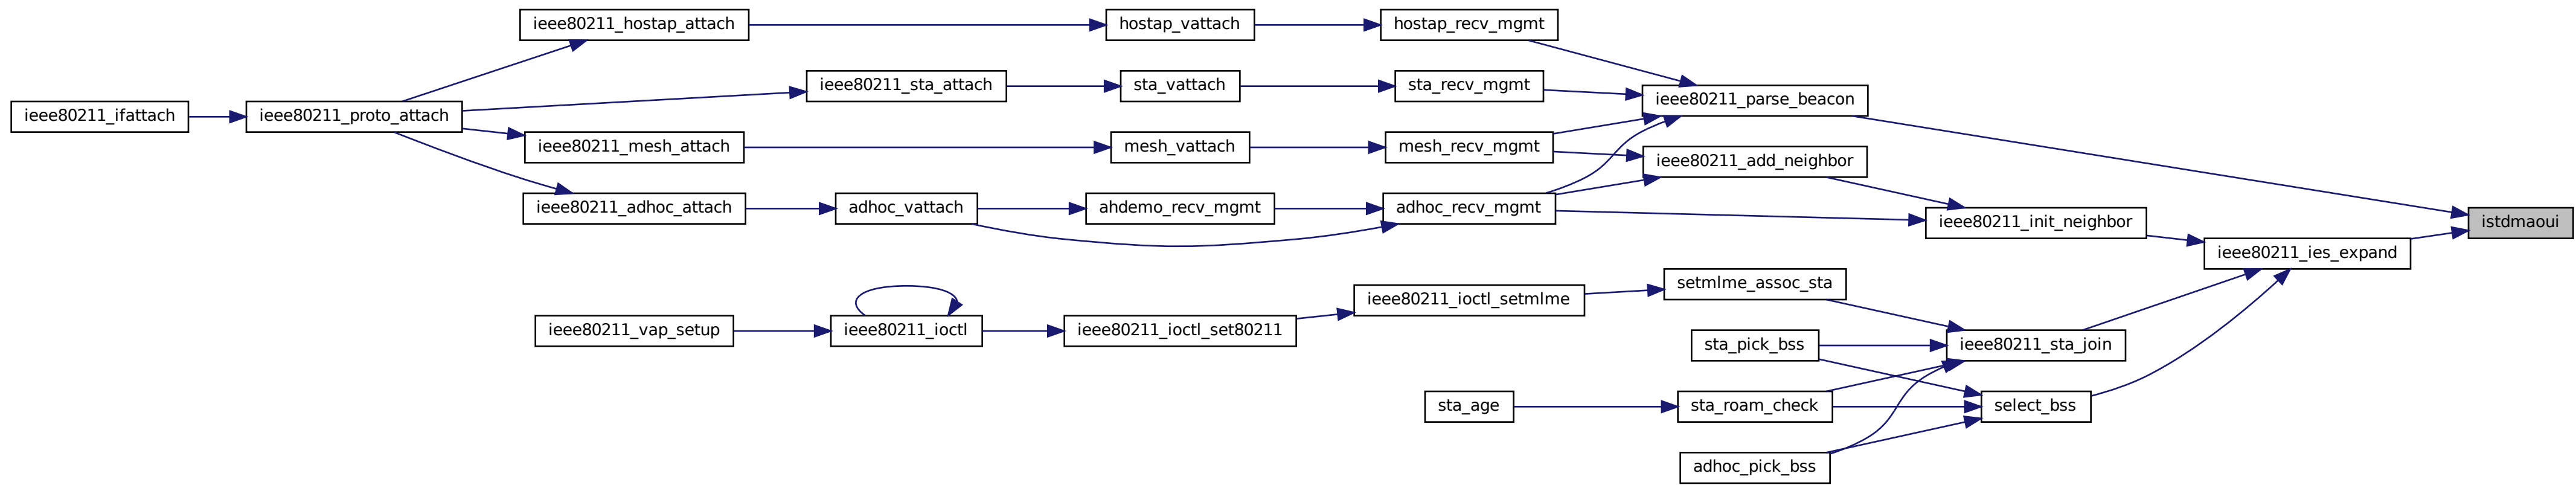 ieee80211_hostap_attach
hostap_vattach
hostap_recv_mgmt
ieee80211_sta_attach
sta_vattach
sta_recv_mgmt
ieee80211_parse_beacon
ieee80211_ifattach
ieee80211_proto_attach
ieee80211_mesh_attach
mesh_vattach
mesh_recv_mgmt
ieee80211_add_neighbor
ieee80211_adhoc_attach
adhoc_vattach
ahdemo_recv_mgmt
adhoc_recv_mgmt
ieee80211_init_neighbor
istdmaoui
ieee80211_ies_expand
setmlme_assoc_sta
ieee80211_ioctl_setmlme
ieee80211_vap_setup
ieee80211_ioctl
ieee80211_ioctl_set80211
sta_pick_bss
ieee80211_sta_join
sta_age
sta_roam_check
select_bss
adhoc_pick_bss